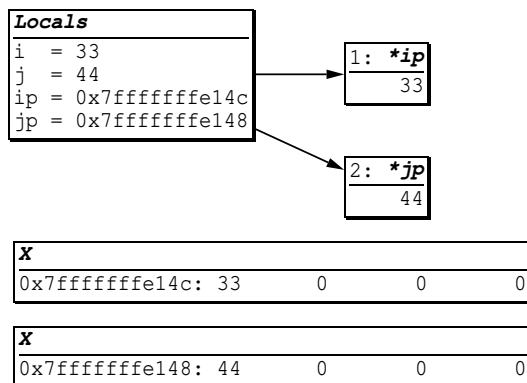 Locals
i  = 33
j  = 44
ip = 0x7fffffffe14c
jp = 0x7fffffffe148
1: *ip
33
2: *jp
44
X
0x7fffffffe14c: 33 0 0 0
X
0x7fffffffe148: 44 0 0 0